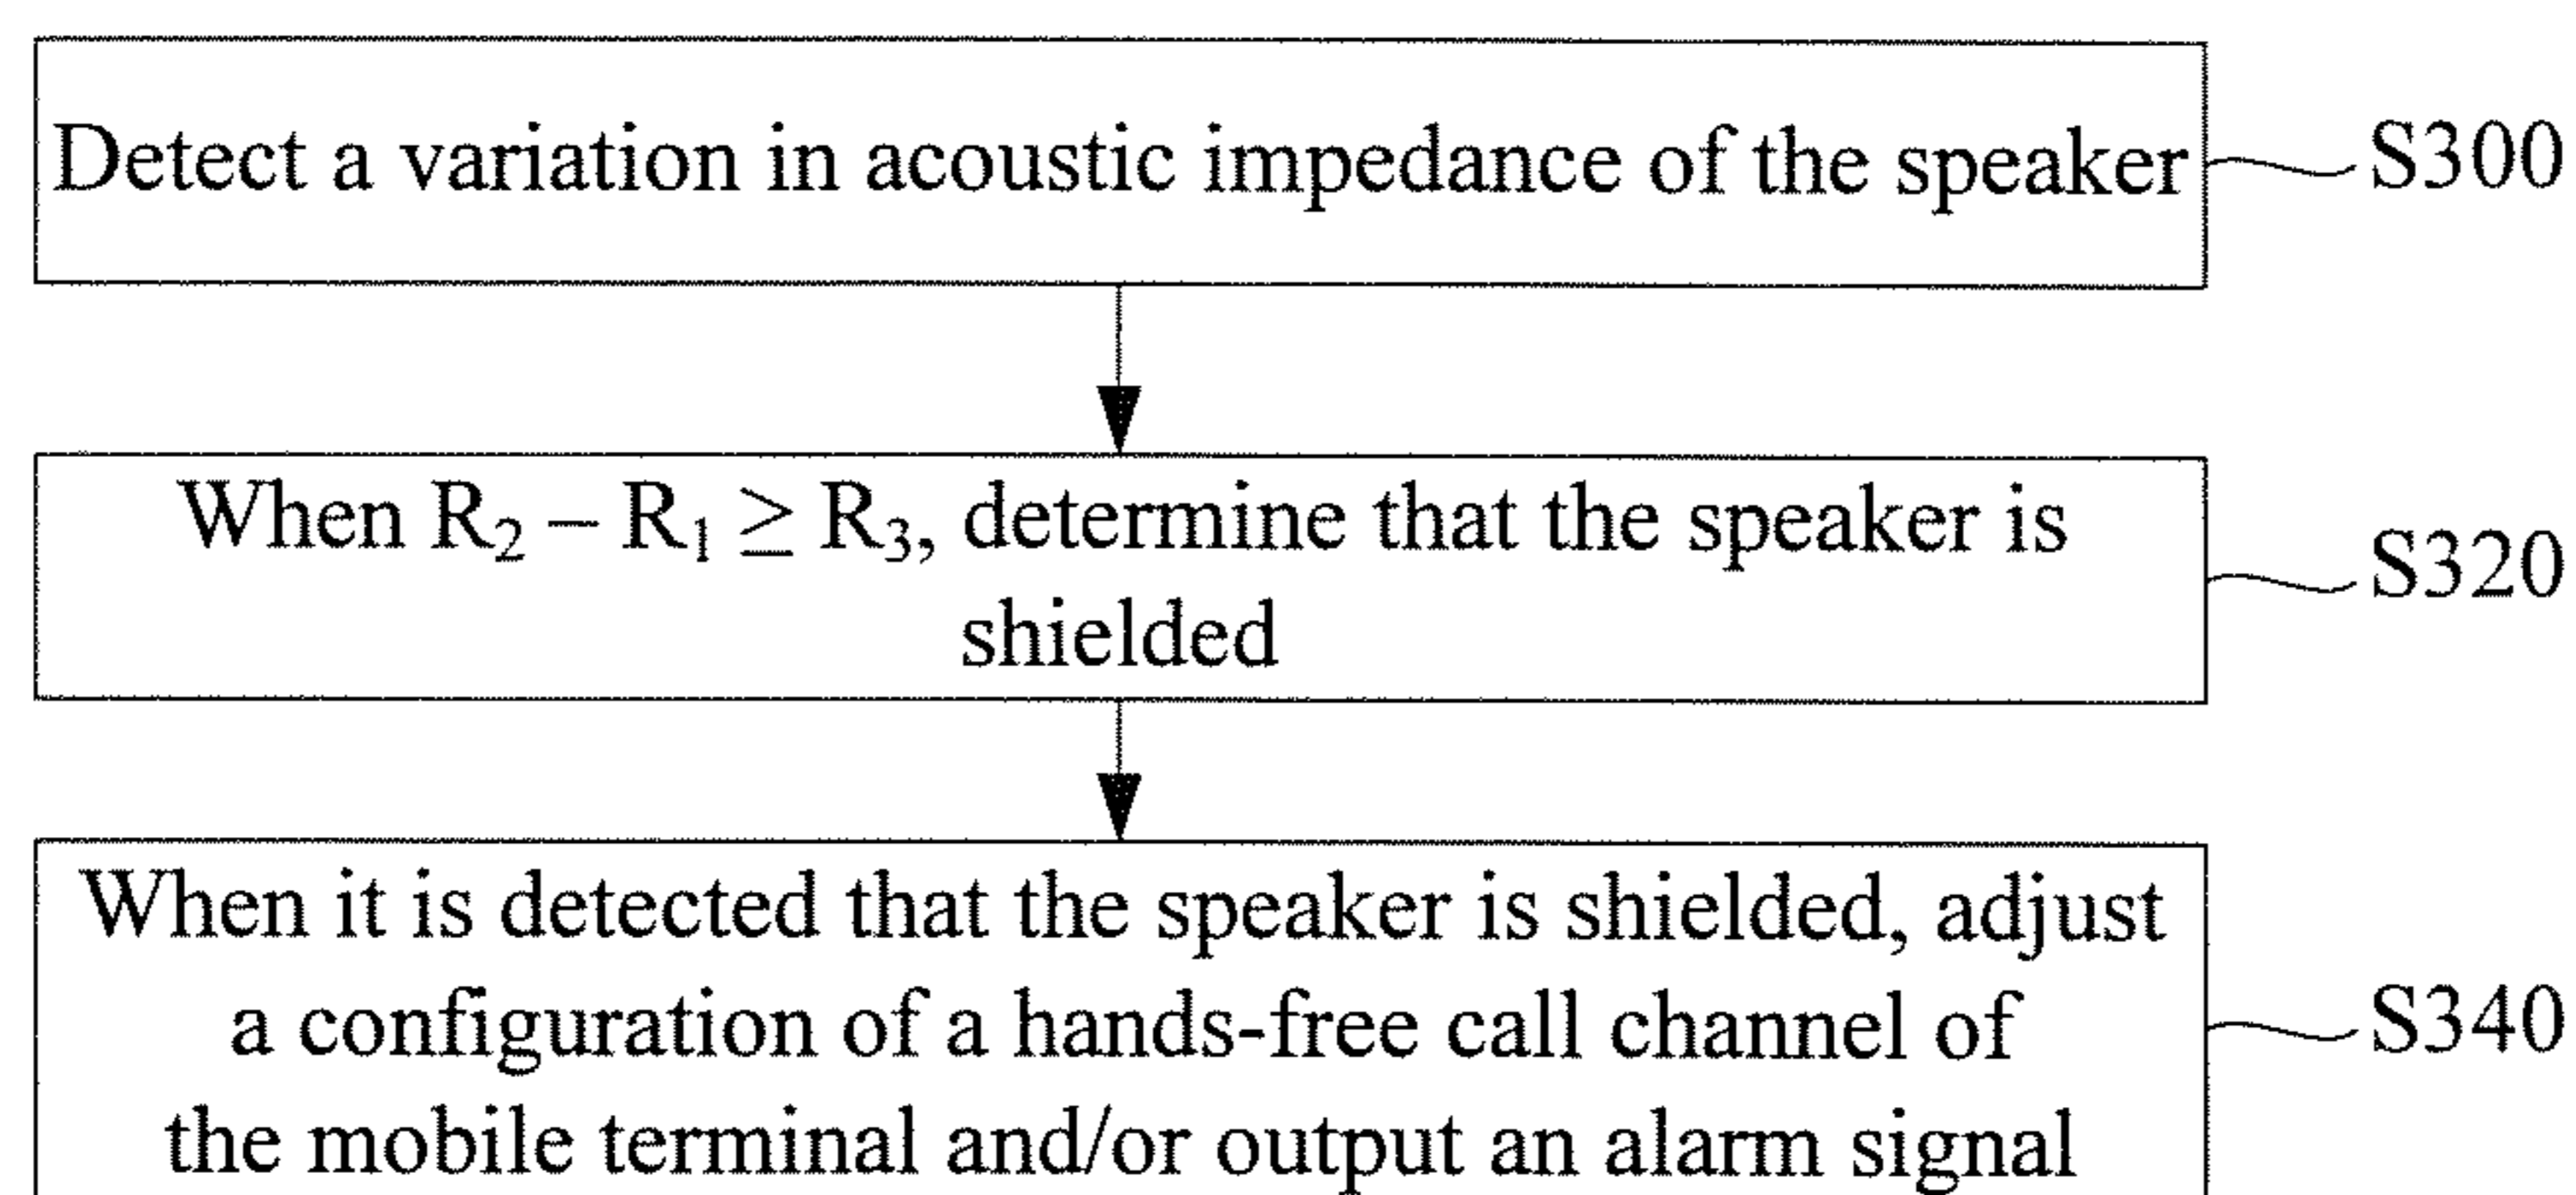 Detect a variation in acoustic impedance of the speaker
S300
When R₂ – R₁ ≥ R₃, determine that the speaker is
shielded
S320
When it is detected that the speaker is shielded, adjust
a configuration of a hands-free call channel of
the mobile terminal and/or output an alarm signal
S340